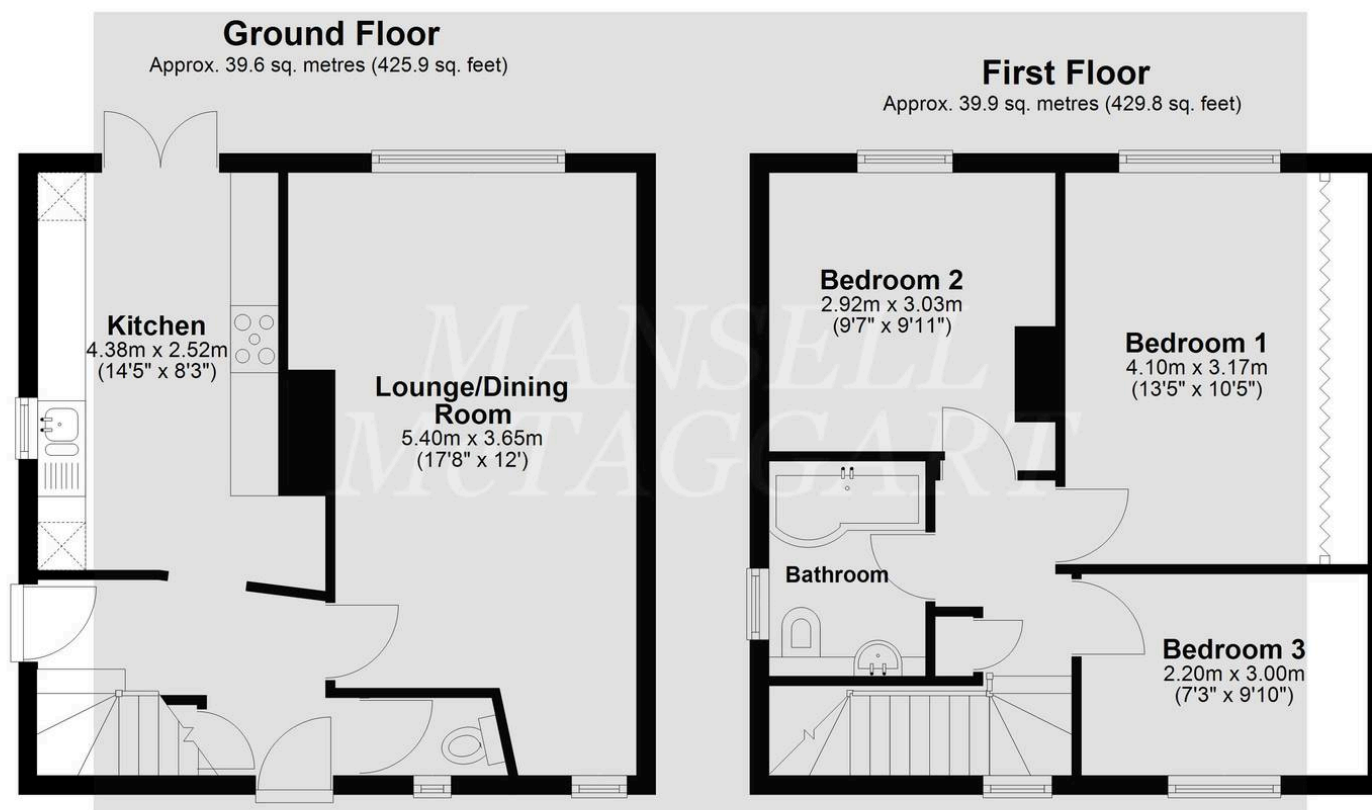 Ground Floor
Approx. 39.6 sq. metres (425.9 sq. feet)
First Floor
Approx. 39.9 sq. metres (429.8 sq. feet)
Kitchen
4.38m x 2.52m
(14'5" x 8'3")
Lounge/Dining
Room
5.40m x 3.65m
(17'8" x 12')
Bedroom 2
2.92m x 3.03m
(9'7" x 9'11")
Bedroom 1
4.10m x 3.17m
(13'5" x 10'5")
Bathroom
Bedroom 3
2.20m x 3.00m
(7'3" x 9'10")
MANSELL
McTAGGART